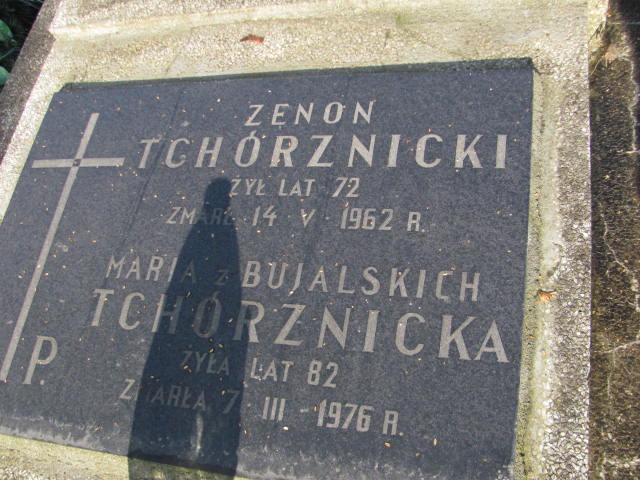 ZENON
TCHÓRZNICKI
ŻYŁ LAT 72
ZMARŁ 14 V 1962 R.
MARIA z BUJALSKICH
TCHÓRZNICKA
ŻYŁA LAT 82
ZMARŁA 7 III 1976 R.
P.